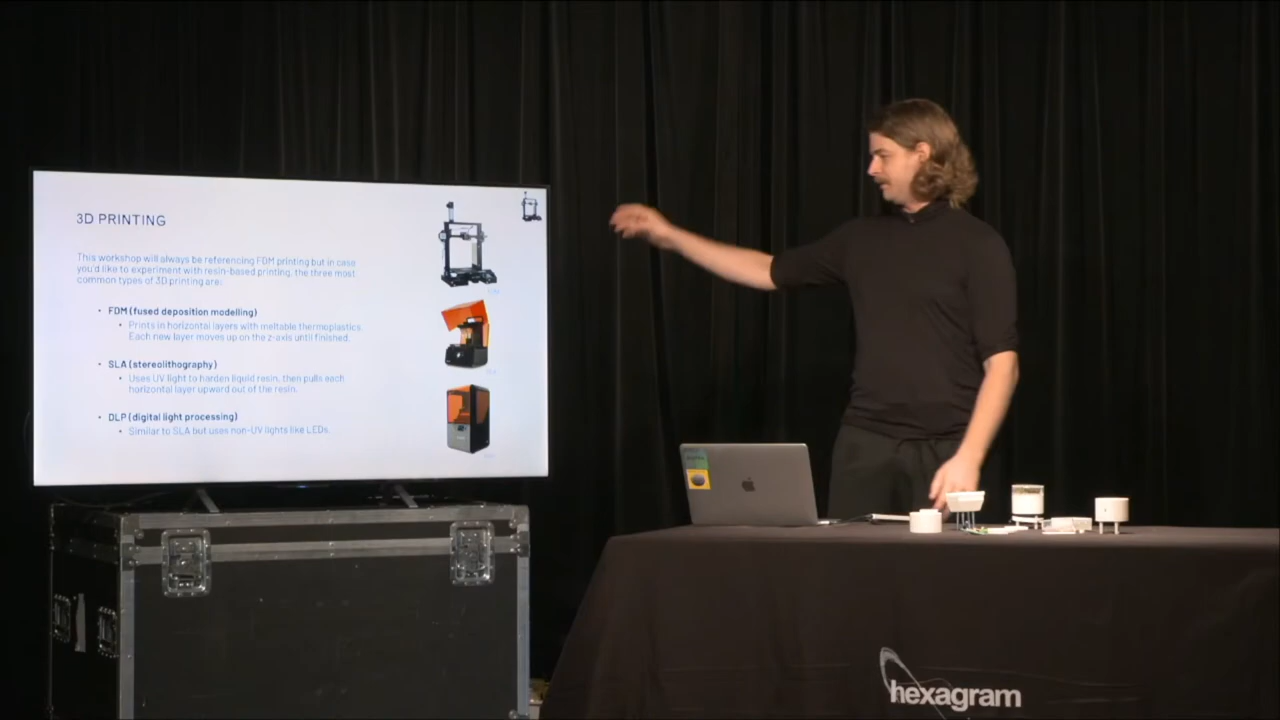 3D PRINTING
This workshop will always be referencing FDM printing but in case
you'd like to experiment with resin-based printing, the three most
common types of 3D printing are:
• FDM (fused deposition modelling)
• Prints in horizontal layers with meltable thermoplastics.
Each new layer moves up on the z-axis until finished.
• SLA (stereolithography)
• Uses UV light to harden liquid resin, then pulls each
horizontal layer upward out of the resin.
• DLP (digital light processing)
• Similar to SLA but uses non-UV lights like LEDs.
hexagram